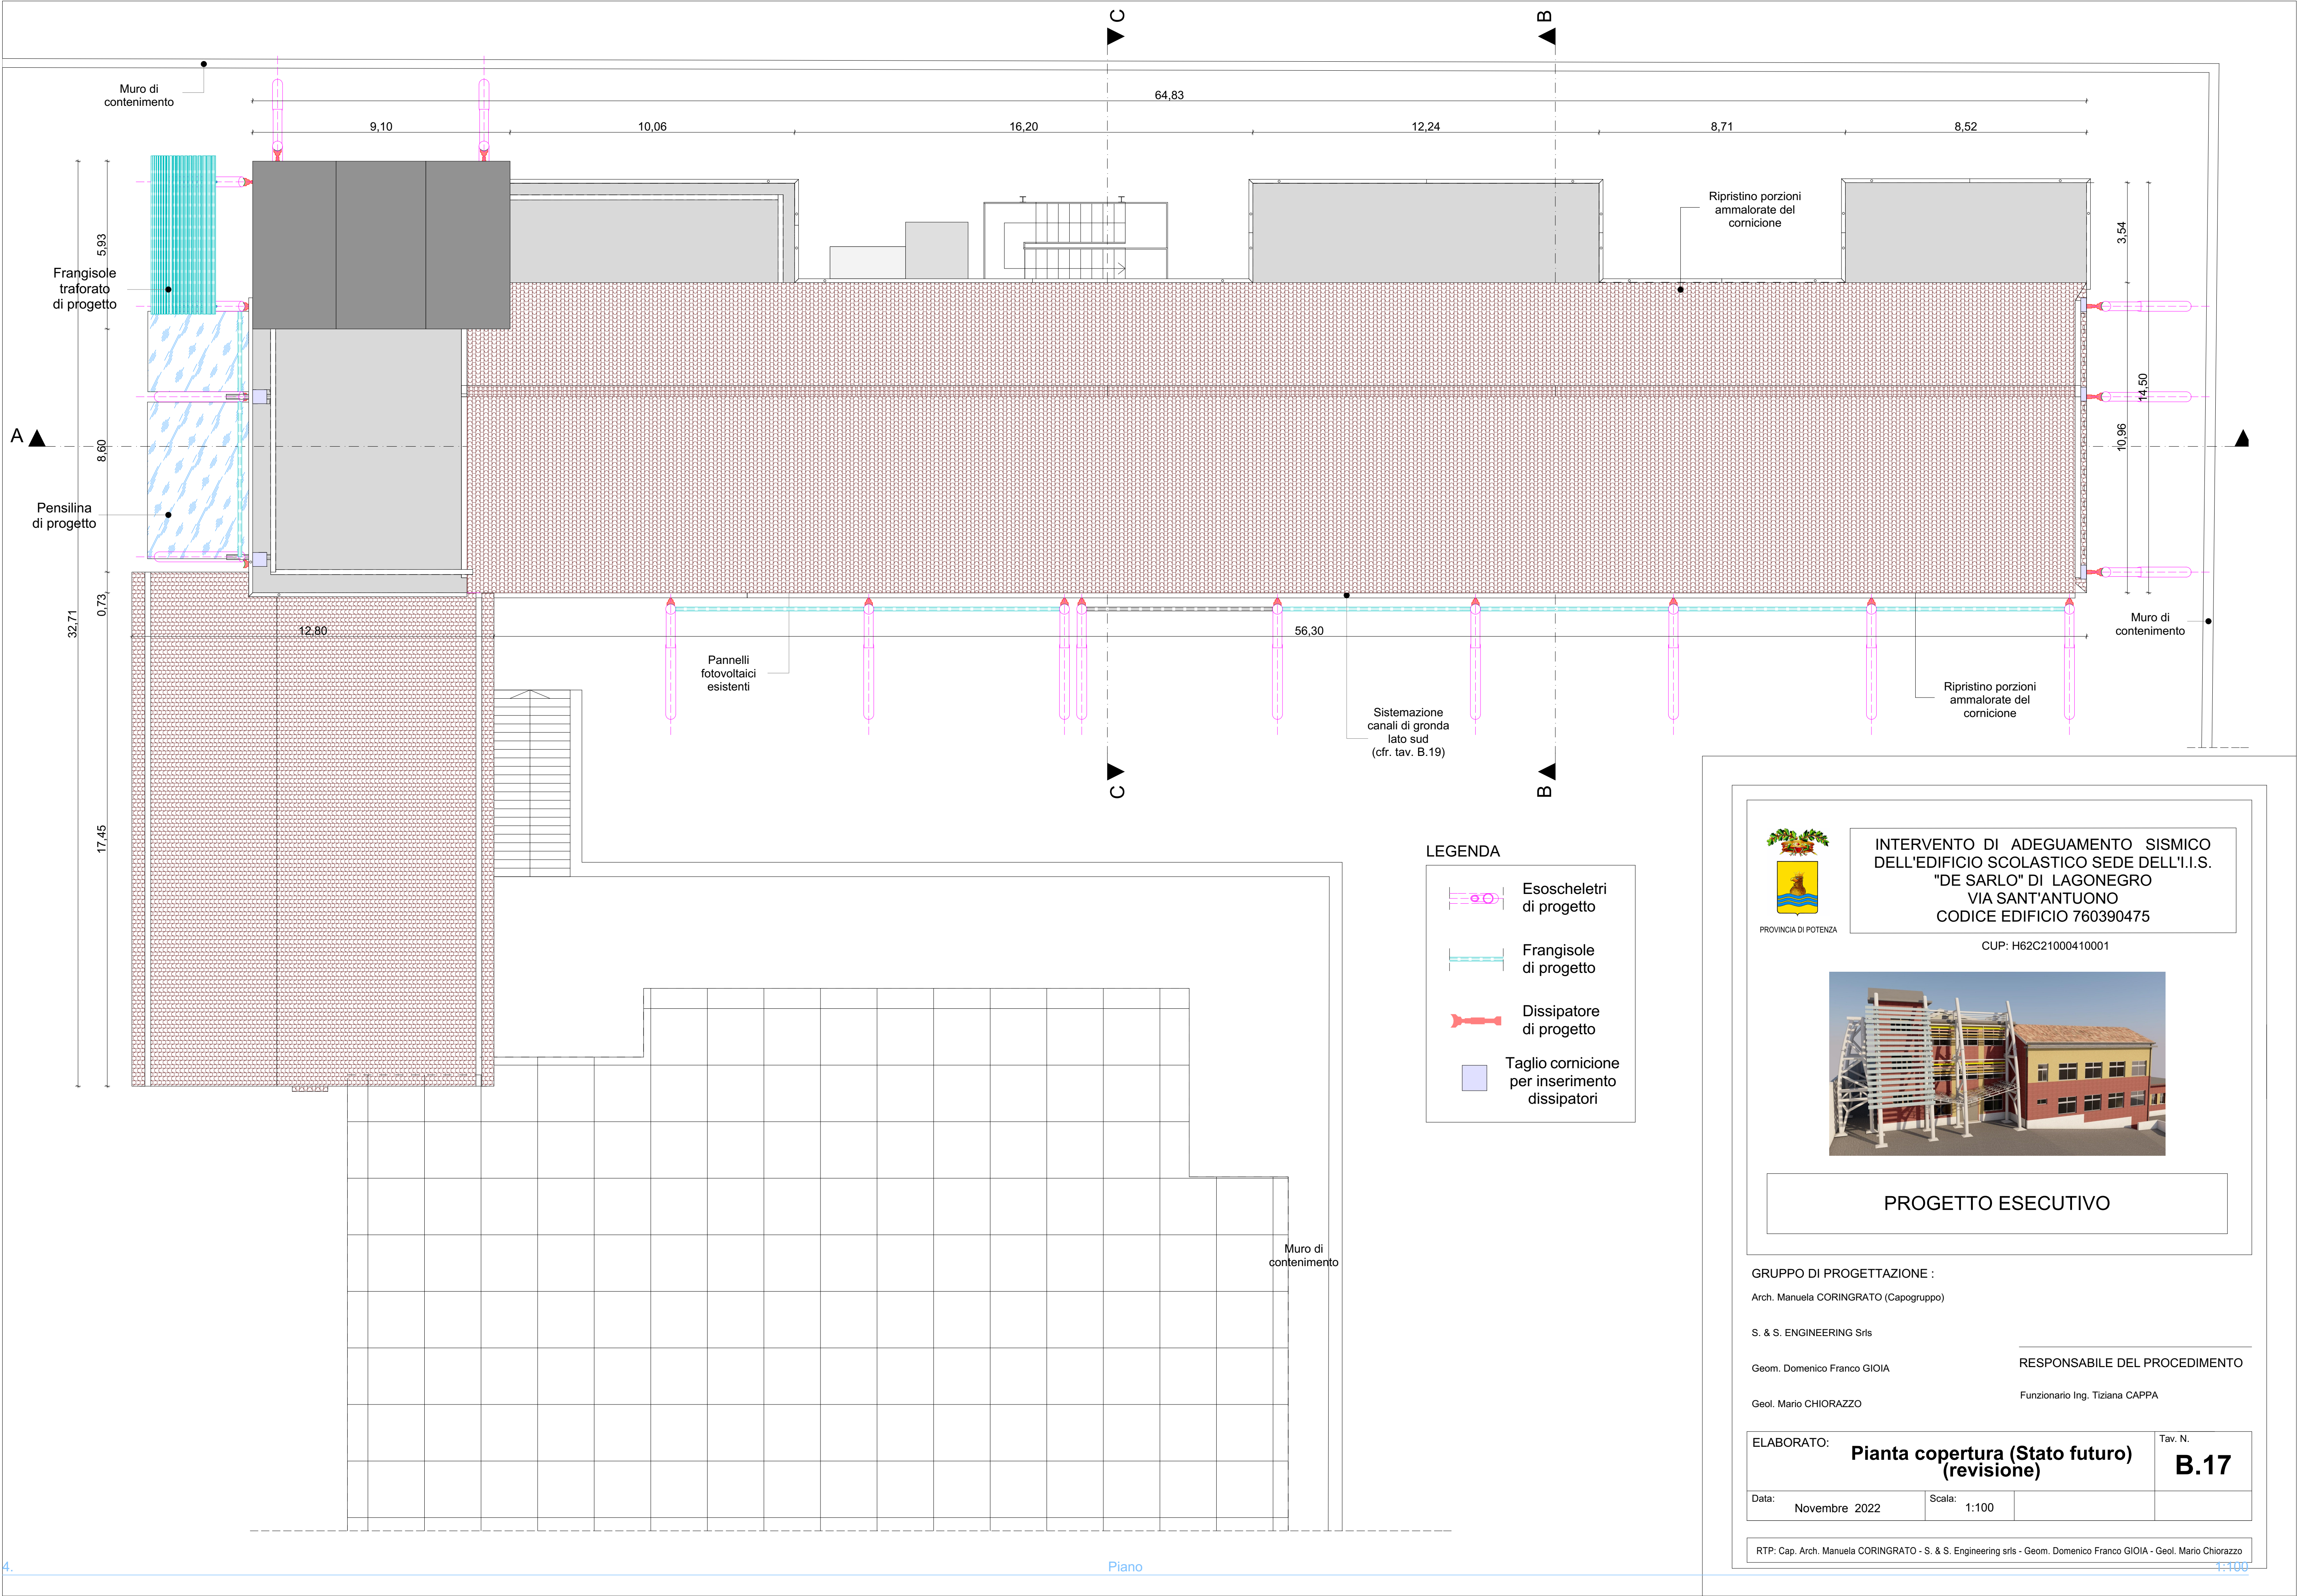 C
B
Muro di
contenimento
64,83
9,10
10,06
16,20
12,24
8,71
8,52
Ripristino porzioni
ammalorate del
cornicione
5,93
3,54
Frangisole
traforato
di progetto
14,50
A
8,60
10,96
Pensilina
di progetto
32,71
0,73
12,80
56,30
Muro di
contenimento
Pannelli
fotovoltaici
esistenti
Ripristino porzioni
ammalorate del
cornicione
Sistemazione
canali di gronda
lato sud
(cfr. tav. B.19)
C
B
17,45
LEGENDA
Esoscheletri
di progetto
Frangisole
di progetto
Dissipatore
di progetto
Taglio cornicione
per inserimento
dissipatori
Muro di
contenimento
PROVINCIA DI POTENZA
INTERVENTO DI ADEGUAMENTO SISMICO
DELL'EDIFICIO SCOLASTICO SEDE DELL'I.I.S.
"DE SARLO" DI LAGONEGRO
VIA SANT'ANTUONO
CODICE EDIFICIO 760390475
CUP: H62C21000410001
PROGETTO ESECUTIVO
GRUPPO DI PROGETTAZIONE :
Arch. Manuela CORINGRATO (Capogruppo)
S. & S. ENGINEERING Srls
Geom. Domenico Franco GIOIA
Geol. Mario CHIORAZZO
RESPONSABILE DEL PROCEDIMENTO
Funzionario Ing. Tiziana CAPPA
ELABORATO:
Pianta copertura (Stato futuro)
(revisione)
Tav. N.
B.17
Data:
Novembre 2022
Scala:
1:100
RTP: Cap. Arch. Manuela CORINGRATO - S. & S. Engineering srls - Geom. Domenico Franco GIOIA - Geol. Mario Chiorazzo
4.
Piano
1:100